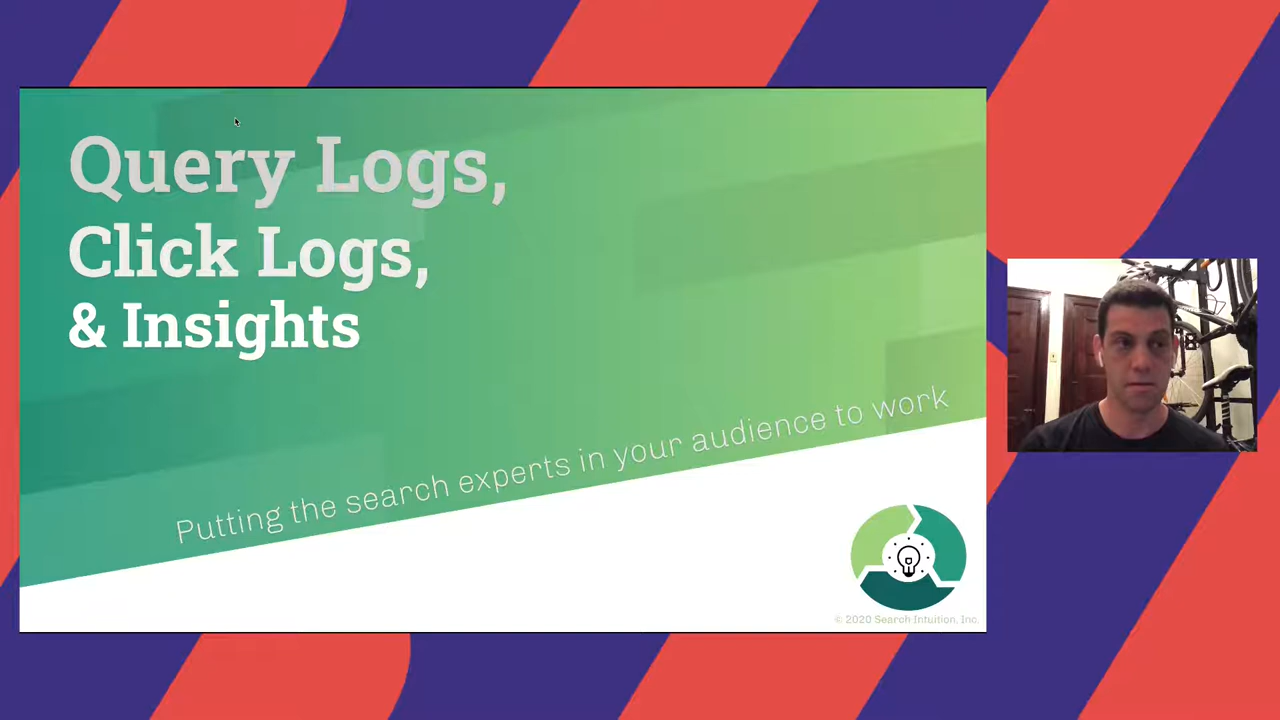 Query Logs,
Click Logs,
& Insights
Putting the search experts in your audience to work
© 2020 Search Intuition, Inc.